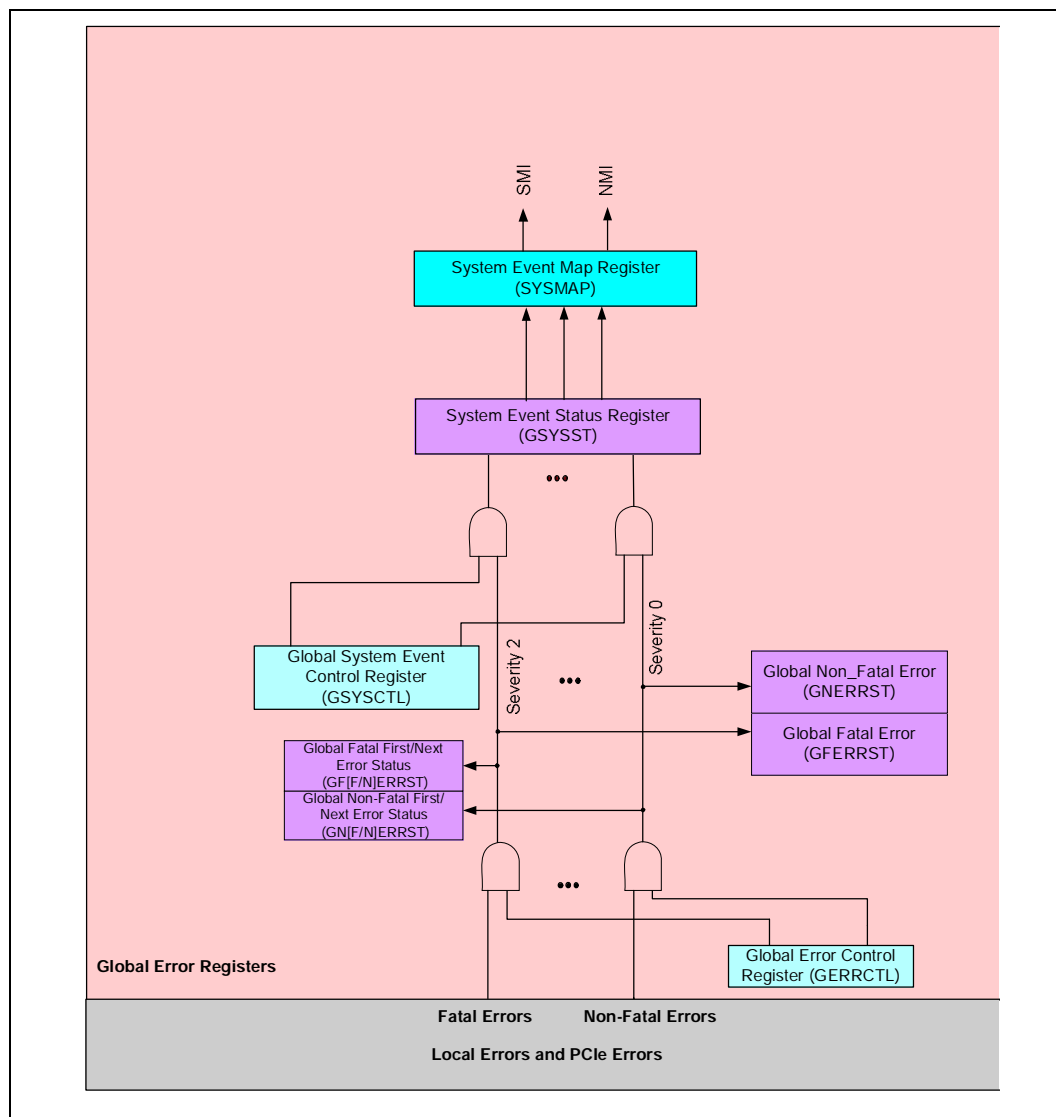 SMI
NMI
System Event Map Register
(SYSMAP)
System Event Status Register
(GSYSST)
•••
Severity 2
Severity 0
Global System Event
Control Register
(GSYSCTL)
•••
Global Non_Fatal Error
(GNERRST)
Global Fatal Error
(GFERRST)
Global Fatal First/Next
Error Status
(GF[F/N]ERRST)
Global Non-Fatal First/
Next Error Status
(GN[F/N]ERRST)
•••
Global Error Control
Register (GERRCTL)
Global Error Registers
Fatal Errors
Non-Fatal Errors
Local Errors and PCIe Errors